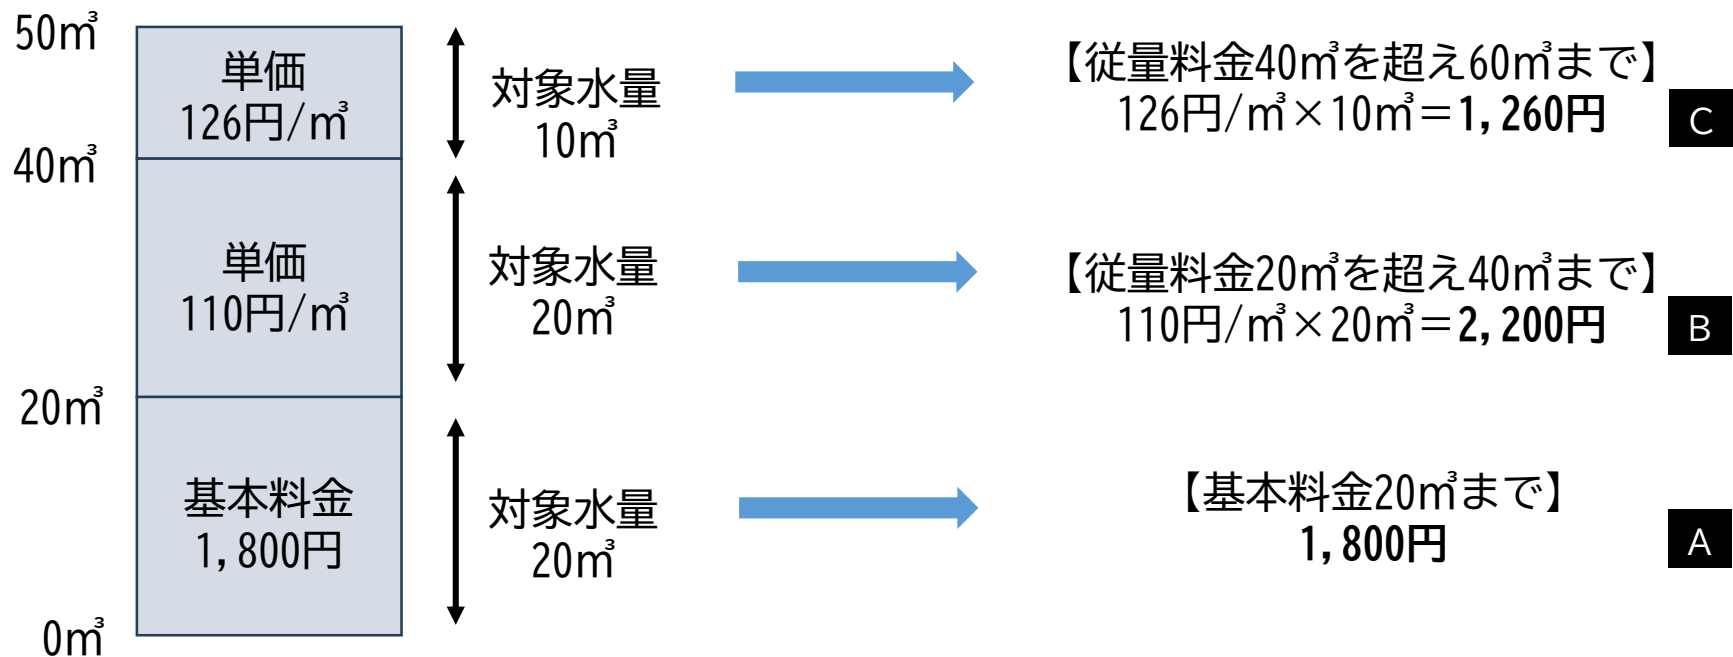 50㎥
単価
126円/㎥
対象水量
10㎥
【従量料金40㎥を超え60㎥まで】
126円/㎥×10㎥＝1,260円
C
40㎥
単価
110円/㎥
対象水量
20㎥
【従量料金20㎥を超え40㎥まで】
110円/㎥×20㎥＝2,200円
B
20㎥
基本料金
1,800円
対象水量
20㎥
【基本料金20㎥まで】
1,800円
A
0㎥